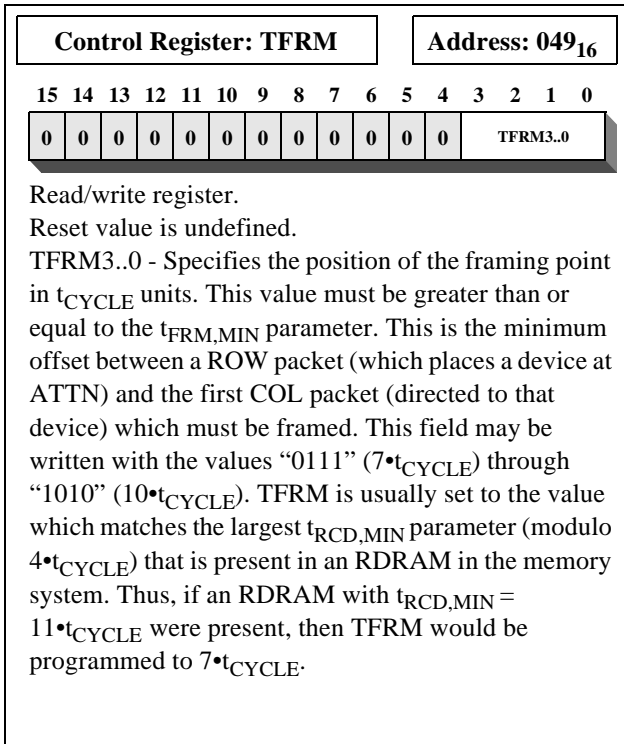 Control Register: TFRM
Address: 049₁₆
15 14 13 12 11 10 9 8 7 6 5 4 3 2 1 0
0 0 0 0 0 0 0 0 0 0 0 0 TFRM3..0
Read/write register.
Reset value is undefined.
TFRM3..0 - Specifies the position of the framing point
in tCYCLE units. This value must be greater than or
equal to the tFRM,MIN parameter. This is the minimum
offset between a ROW packet (which places a device at
ATTN) and the first COL packet (directed to that
device) which must be framed. This field may be
written with the values “0111” (7•tCYCLE) through
“1010” (10•tCYCLE). TFRM is usually set to the value
which matches the largest tRCD,MIN parameter (modulo
4•tCYCLE) that is present in an RDRAM in the memory
system. Thus, if an RDRAM with tRCD,MIN =
11•tCYCLE were present, then TFRM would be
programmed to 7•tCYCLE.